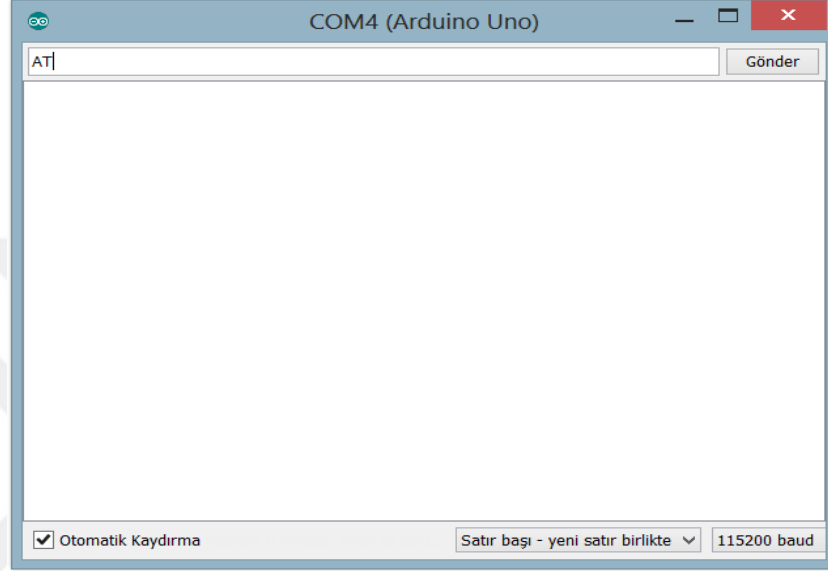 COM4 (Arduino Uno)
AT
Gönder
Otomatik Kaydırma
Satır başı - yeni satır birlikte
115200 baud